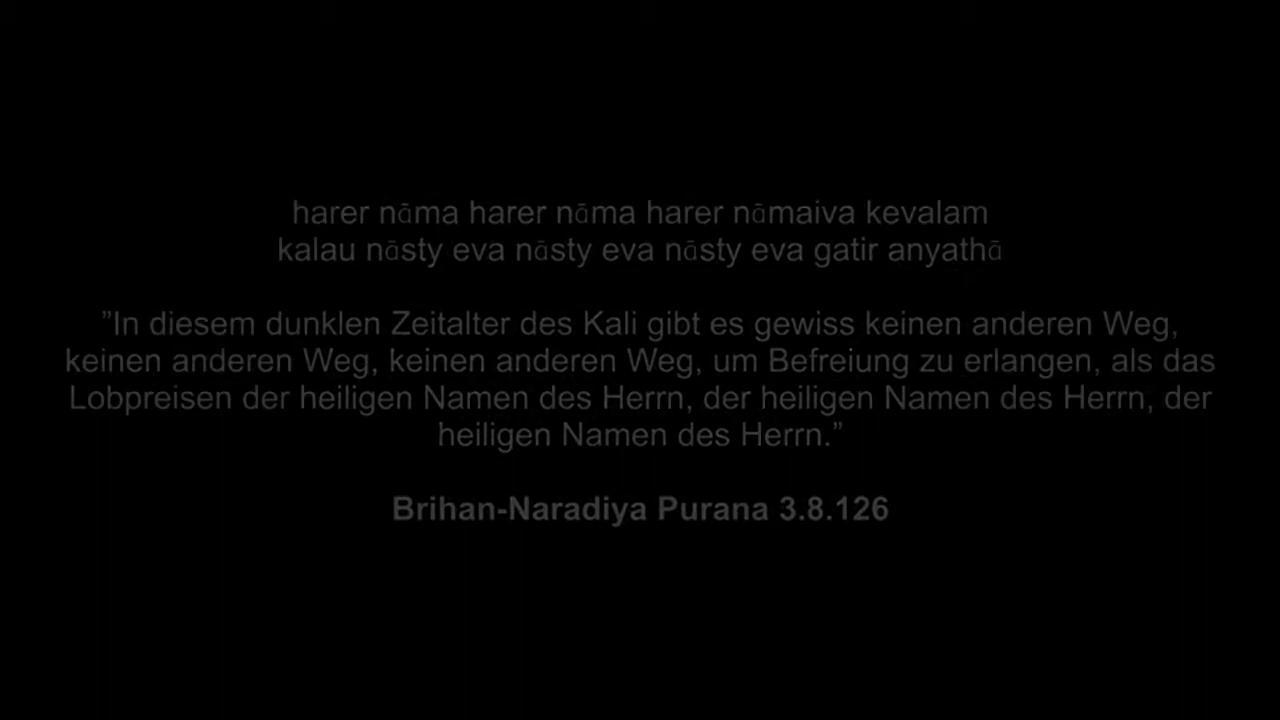 harer nāma harer nāma harer nāmaiva kevalam
kalau nāsty eva nāsty eva nāsty eva gatir anyathā
”In diesem dunklen Zeitalter des Kali gibt es gewiss keinen anderen Weg,
keinen anderen Weg, keinen anderen Weg, um Befreiung zu erlangen, als das
Lobpreisen der heiligen Namen des Herrn, der heiligen Namen des Herrn, der
heiligen Namen des Herrn.”
Brihan-Naradiya Purana 3.8.126